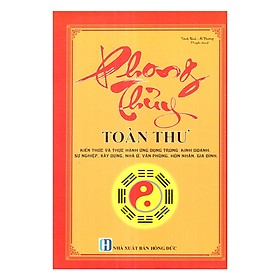 Phong
Thủy
TOÀN THƯ
KIẾN THỨC VÀ THỰC HÀNH ỨNG DỤNG TRONG KINH DOANH
SỰ NGHIỆP, XÂY DỰNG, NHÀ Ở, VĂN PHÒNG, HÔN NHÂN, GIA ĐÌNH
NHÀ XUẤT BẢN HỒNG ĐỨC